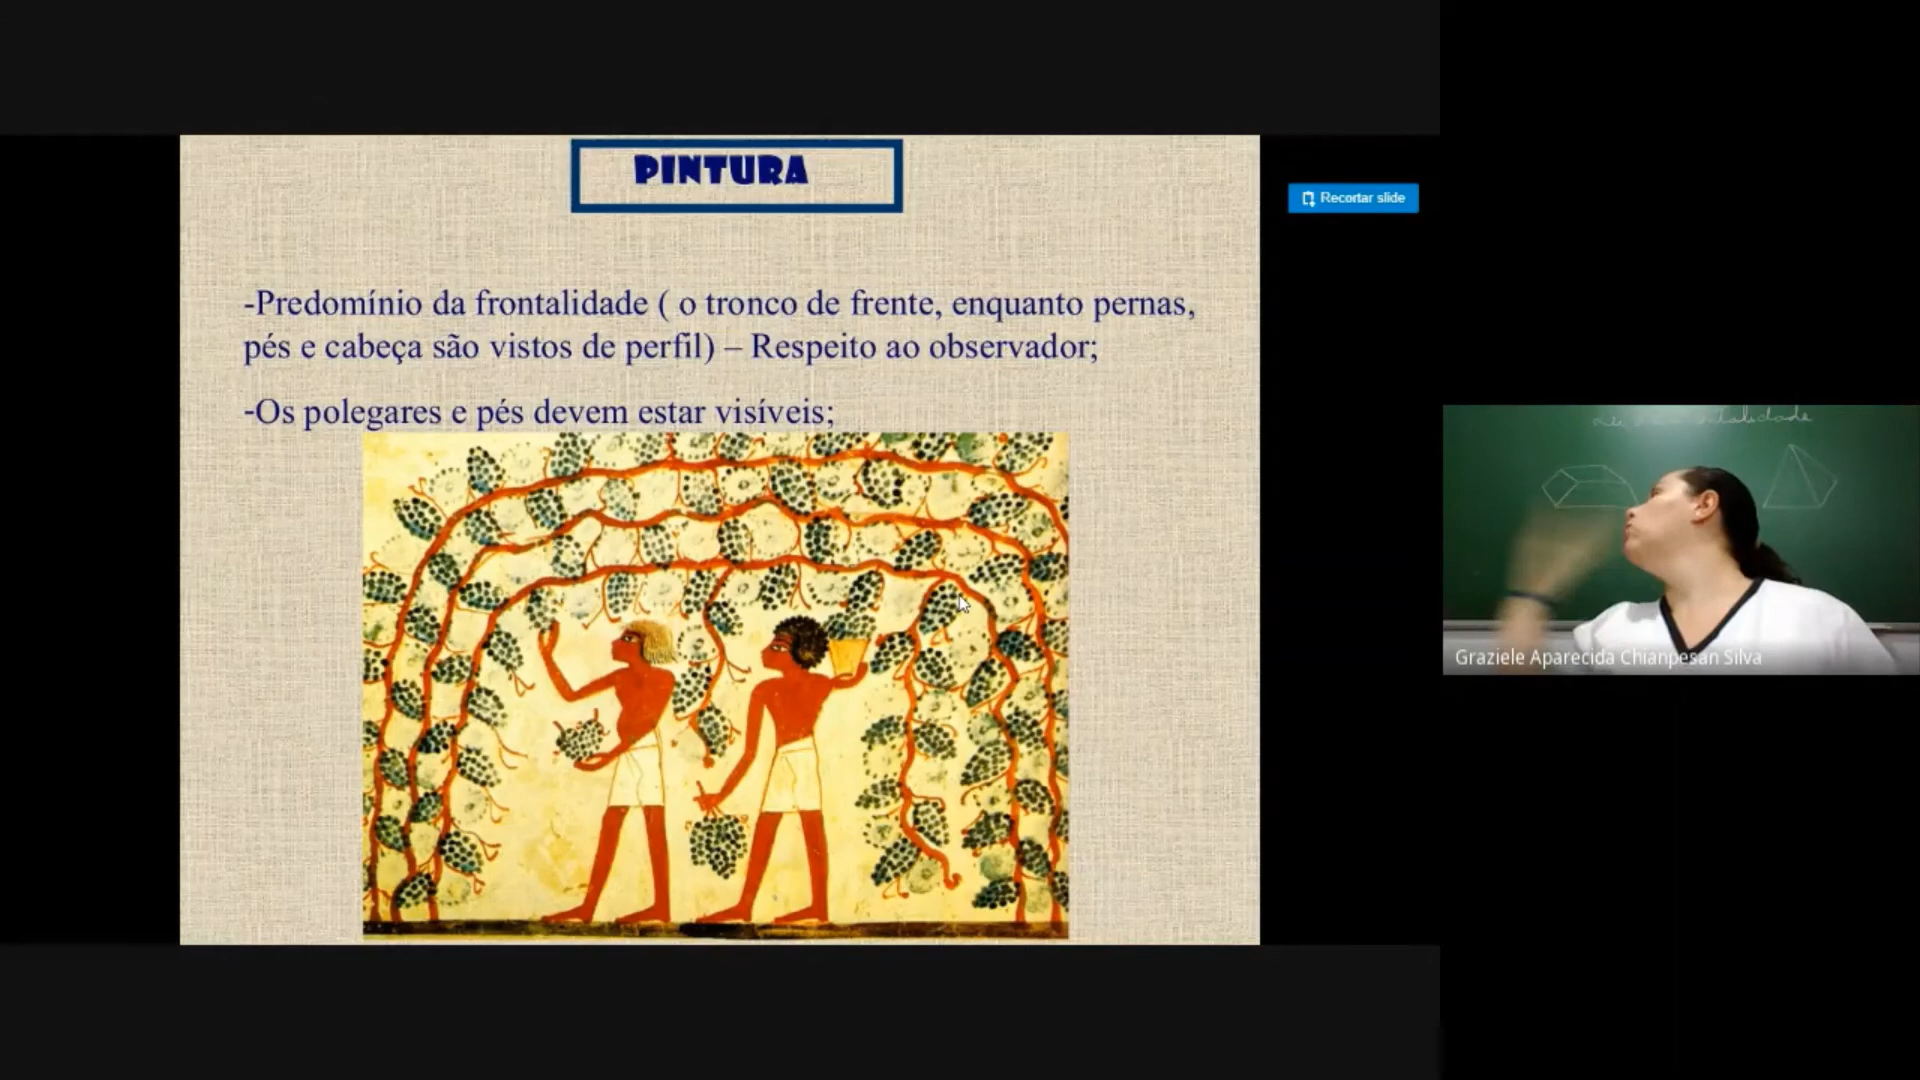 PINTURA
Recortar slide
-Predomínio da frontalidade ( o tronco de frente, enquanto pernas,
pés e cabeça são vistos de perfil) – Respeito ao observador;
-Os polegares e pés devem estar visíveis;
Graziele Aparecida Chianpesan Silva